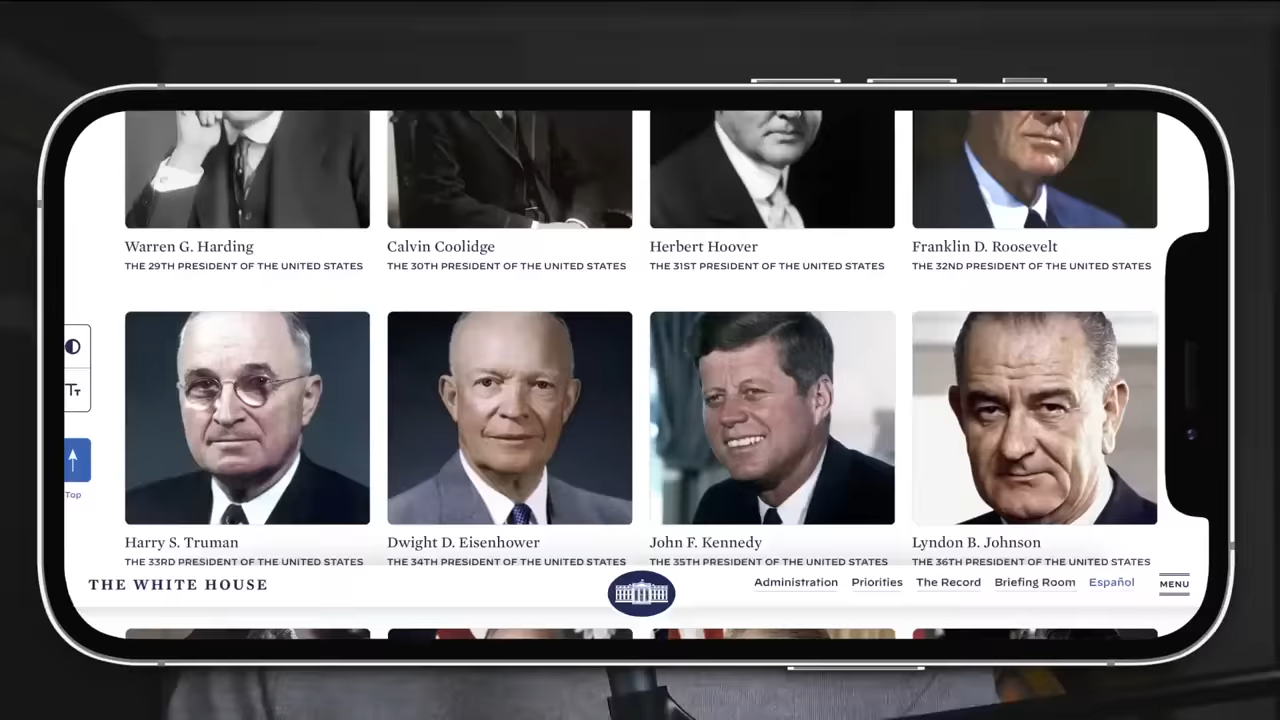 Warren G. Harding
THE 29TH PRESIDENT OF THE UNITED STATES
Calvin Coolidge
THE 30TH PRESIDENT OF THE UNITED STATES
Herbert Hoover
THE 31ST PRESIDENT OF THE UNITED STATES
Franklin D. Roosevelt
THE 32ND PRESIDENT OF THE UNITED STATES
Tт
Top
Harry S. Truman
THE 33RD PRESIDENT OF THE UNITED STATES
Dwight D. Eisenhower
THE 34TH PRESIDENT OF THE UNITED STATES
John F. Kennedy
THE 35TH PRESIDENT OF THE UNITED STATES
Lyndon B. Johnson
THE 36TH PRESIDENT OF THE UNITED STATES
THE WHITE HOUSE
Administration Priorities The Record Briefing Room Español MENU